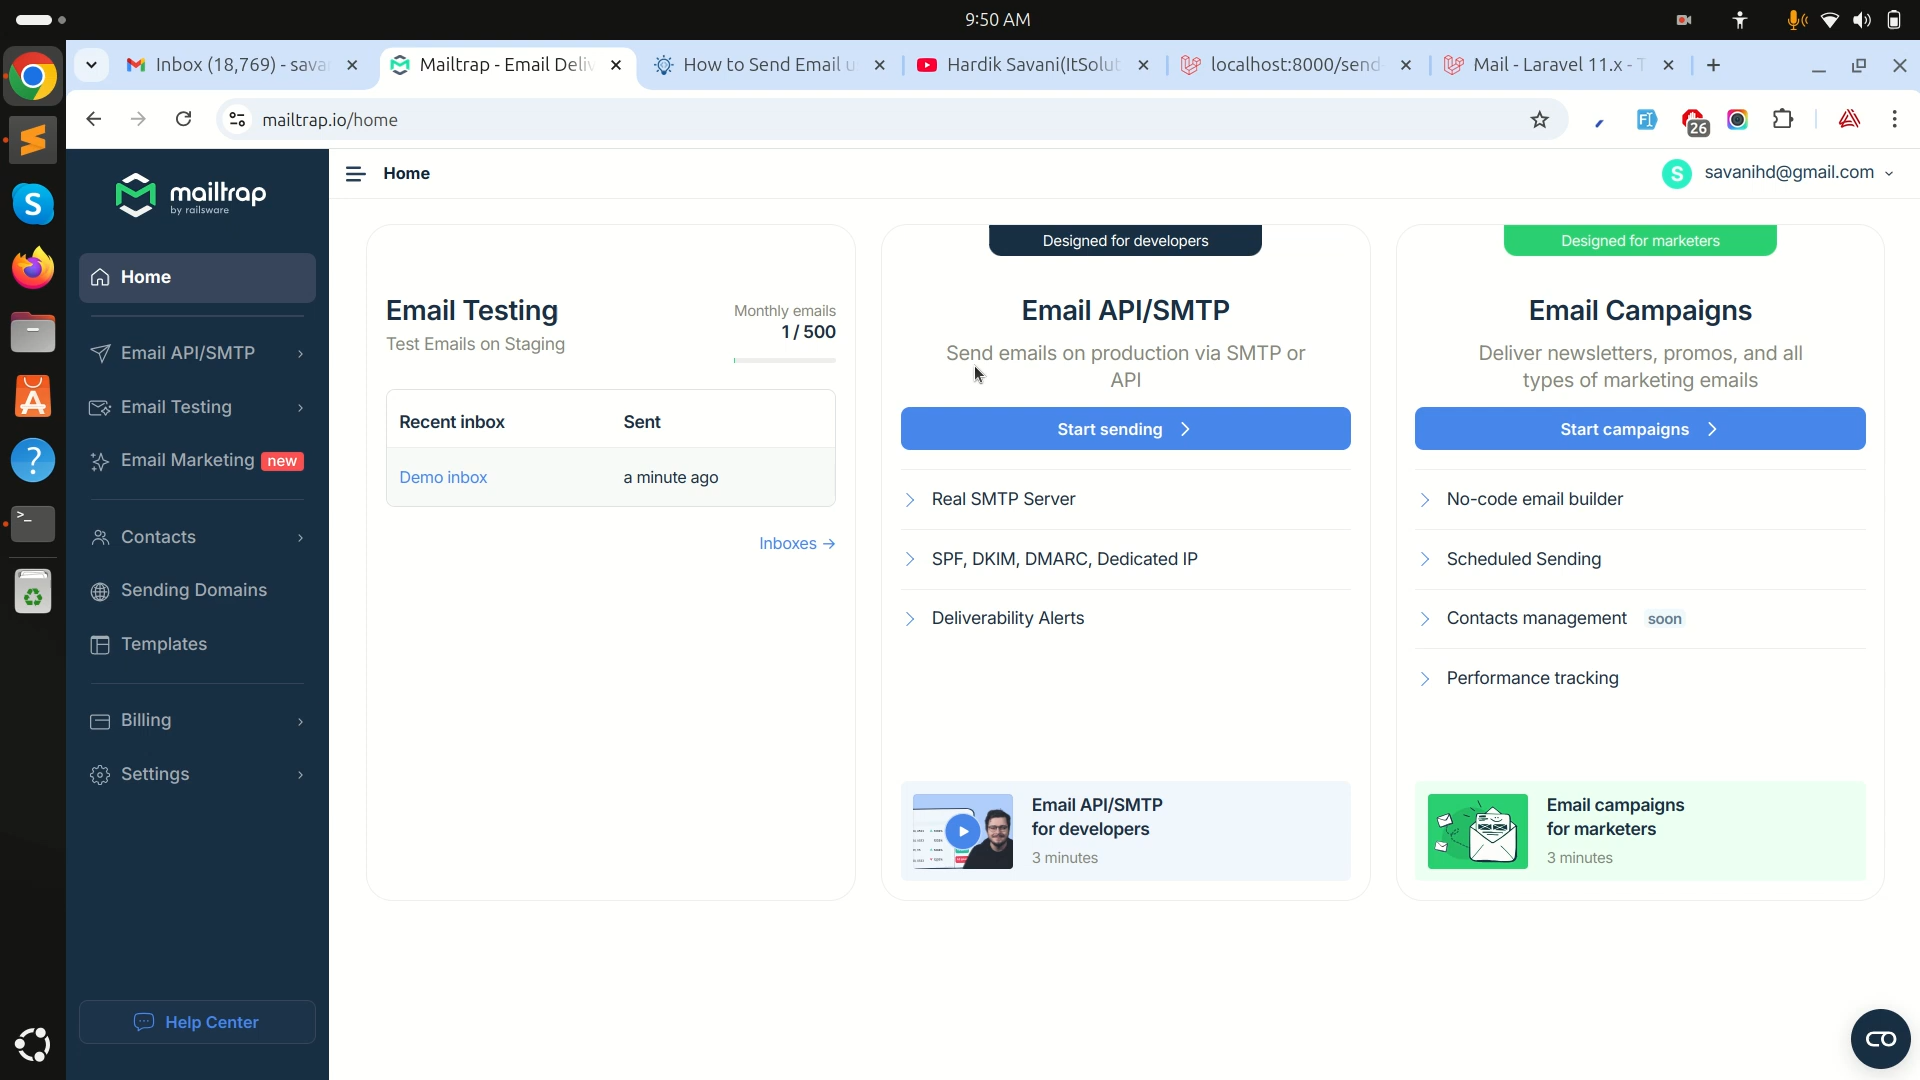 9:50 AM
Inbox (18,769) - sava
Mailtrap - Email Deliv
How to Send Email u
Hardik Savani(ItSolut
localhost:8000/send
Mail - Laravel 11.x - T
mailtrap.io/home
26
mailtrap
by railsware
Home
Email API/SMTP
Email Testing
Email Marketing new
Contacts
Sending Domains
Templates
Billing
Settings
Help Center
Home
S savanihd@gmail.com
Email Testing
Test Emails on Staging
Monthly emails
1 / 500
Recent inbox Sent
Demo inbox a minute ago
Inboxes →
Designed for developers
Email API/SMTP
Send emails on production via SMTP or
API
Start sending
Real SMTP Server
SPF, DKIM, DMARC, Dedicated IP
Deliverability Alerts
Email API/SMTP
for developers
3 minutes
Designed for marketers
Email Campaigns
Deliver newsletters, promos, and all
types of marketing emails
Start campaigns
No-code email builder
Scheduled Sending
Contacts management soon
Performance tracking
Email campaigns
for marketers
3 minutes